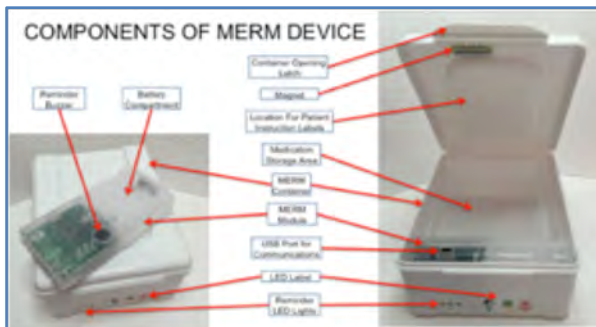 COMPONENTS OF MERM DEVICE
Container Opening
Latch
Magnet
Location For Patient
Instruction Labels
Reminder
Buzzer
Battery
Compartment
Medication
Storage Area
MERM
Container
MERM
Module
USB Port for
Communications
LED Label
Reminder
LED Lights